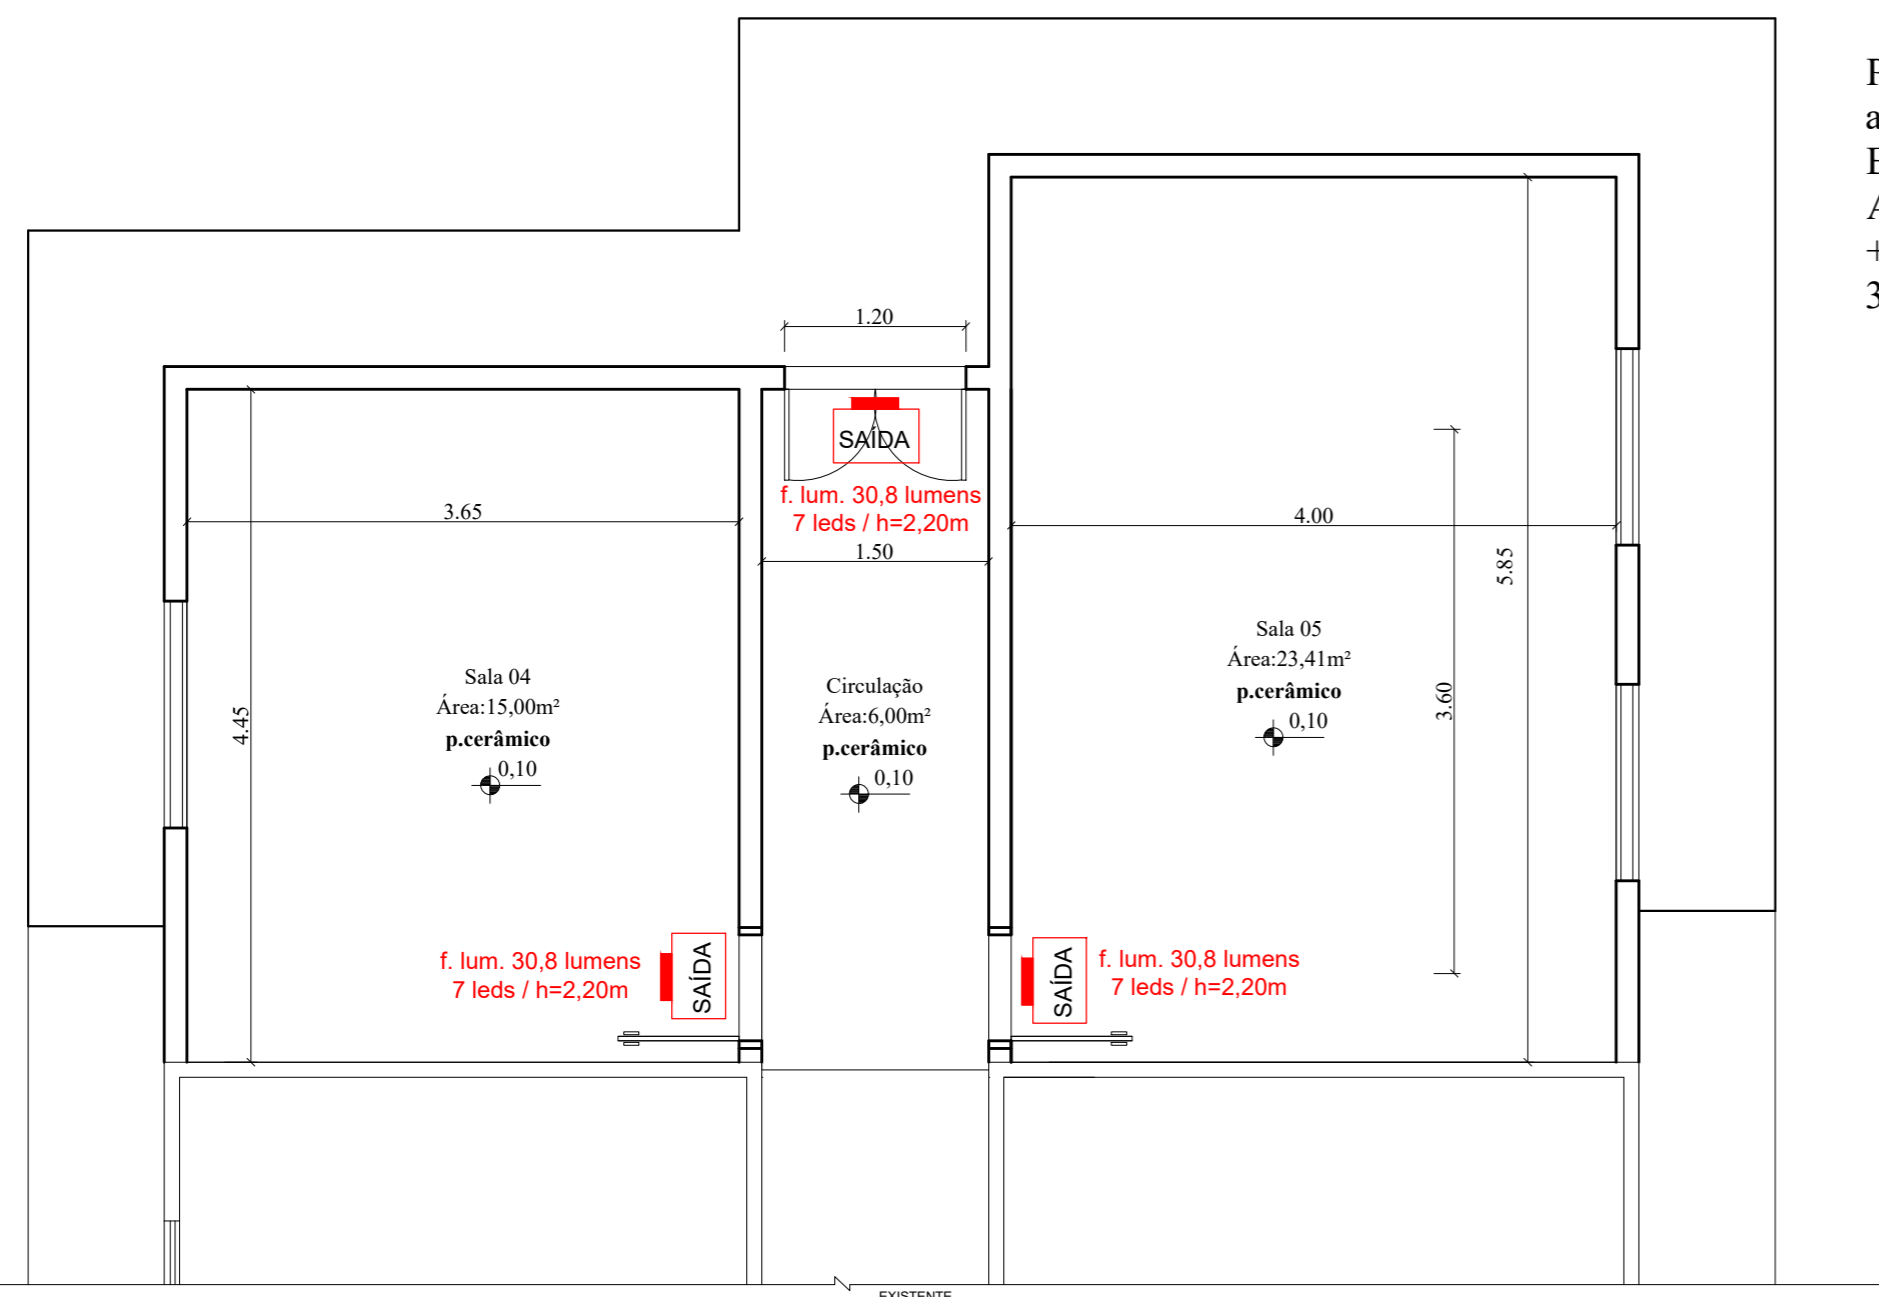 1.20
SAÍDA
f. lum. 30,8 lumens
7 leds / h=2,20m
1.50
3.65
4.00
5.85
Sala 04
Área:15,00m²
p.cerâmico
0,10
4.45
Circulação
Área:6,00m²
p.cerâmico
0,10
Sala 05
Área:23,41m²
p.cerâmico
0,10
3.60
f. lum. 30,8 lumens
7 leds / h=2,20m
SAÍDA
SAÍDA
f. lum. 30,8 lumens
7 leds / h=2,20m
EXISTENTE
a
+
3